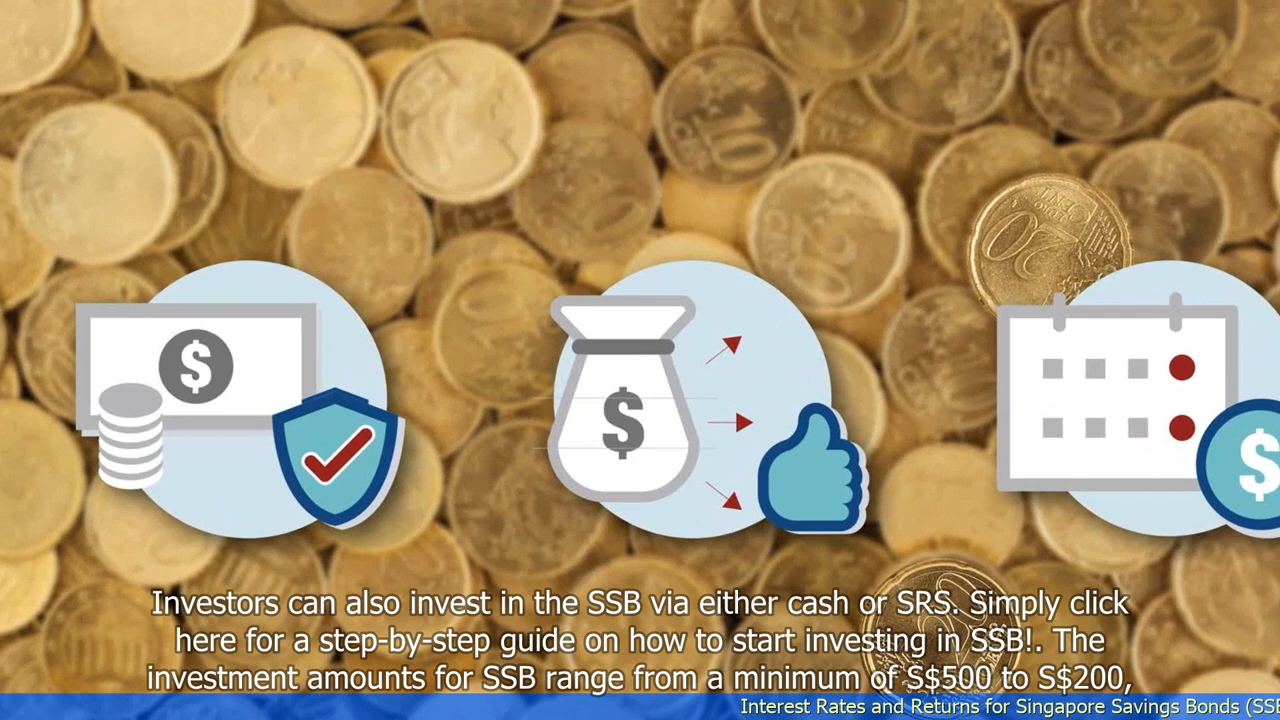 $
$
$
Investors can also invest in the SSB via either cash or SRS. Simply click
here for a step-by-step guide on how to start investing in SSB!. The
investment amounts for SSB range from a minimum of S$500 to S$200,
Interest Rates and Returns for Singapore Savings Bonds (SSB